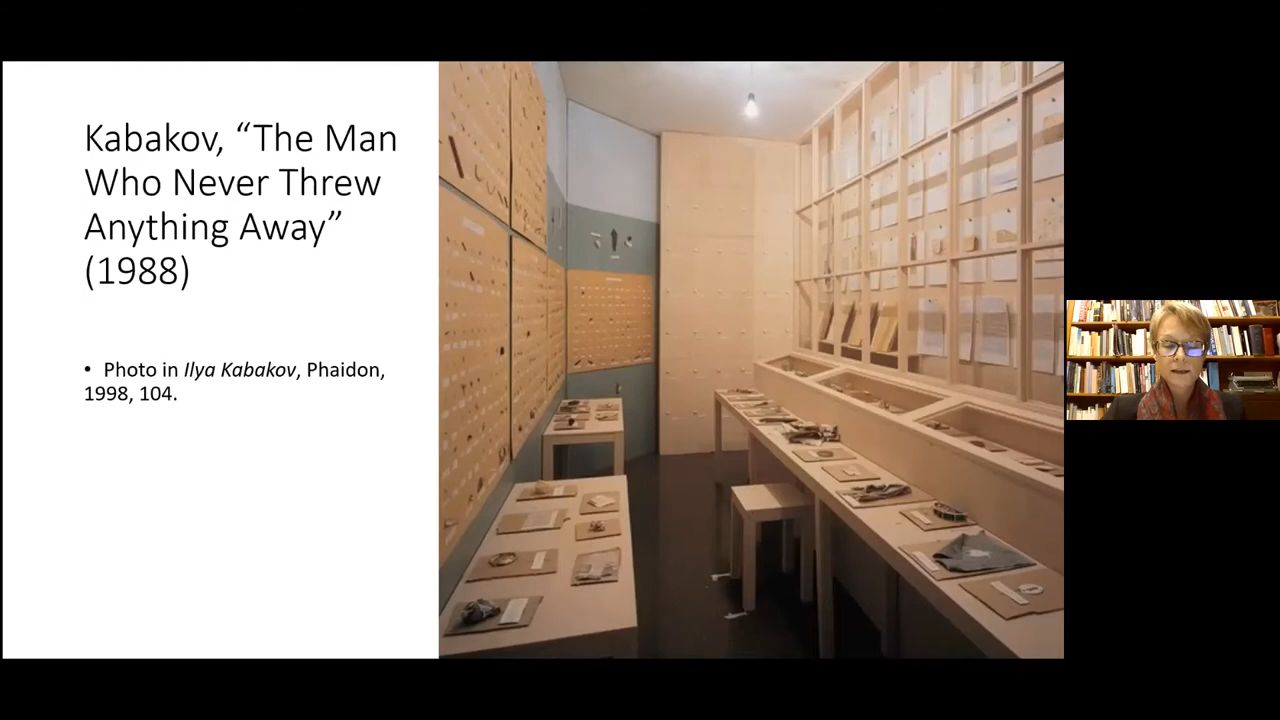 Kabakov, “The Man
Who Never Threw
Anything Away”
(1988)
• Photo in Ilya Kabakov, Phaidon,
1998, 104.